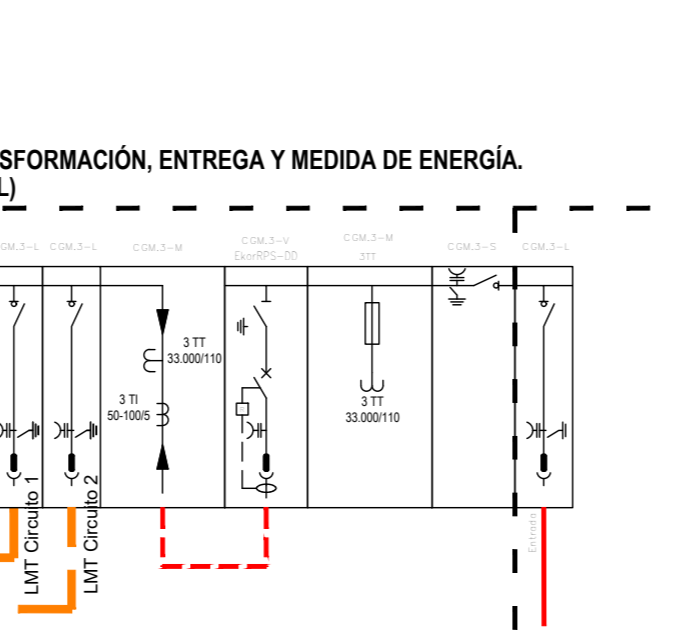 SFORMACIÓN, ENTREGA Y MEDIDA DE ENERGÍA.
L)
GM.3-L
CGM.3-L
CGM.3-M
CGM.3-V
EkorRPS-DD
CGM.3-M
3TT
CGM.3-S
CGM.3-L
3 TT
33.000/110
3 TI
50-100/5
3 TT
33.000/110
LMT Circuito 1
LMT Circuito 2
Entrada